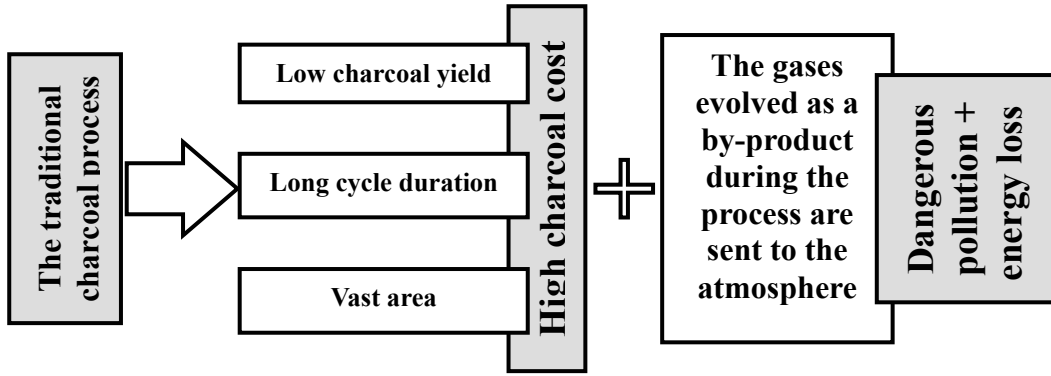 The traditional
charcoal process
Low charcoal yield
Long cycle duration
Vast area
High charcoal cost
The gases
evolved as a
by-product
during the
process are
sent to the
atmosphere
Dangerous
pollution +
energy loss